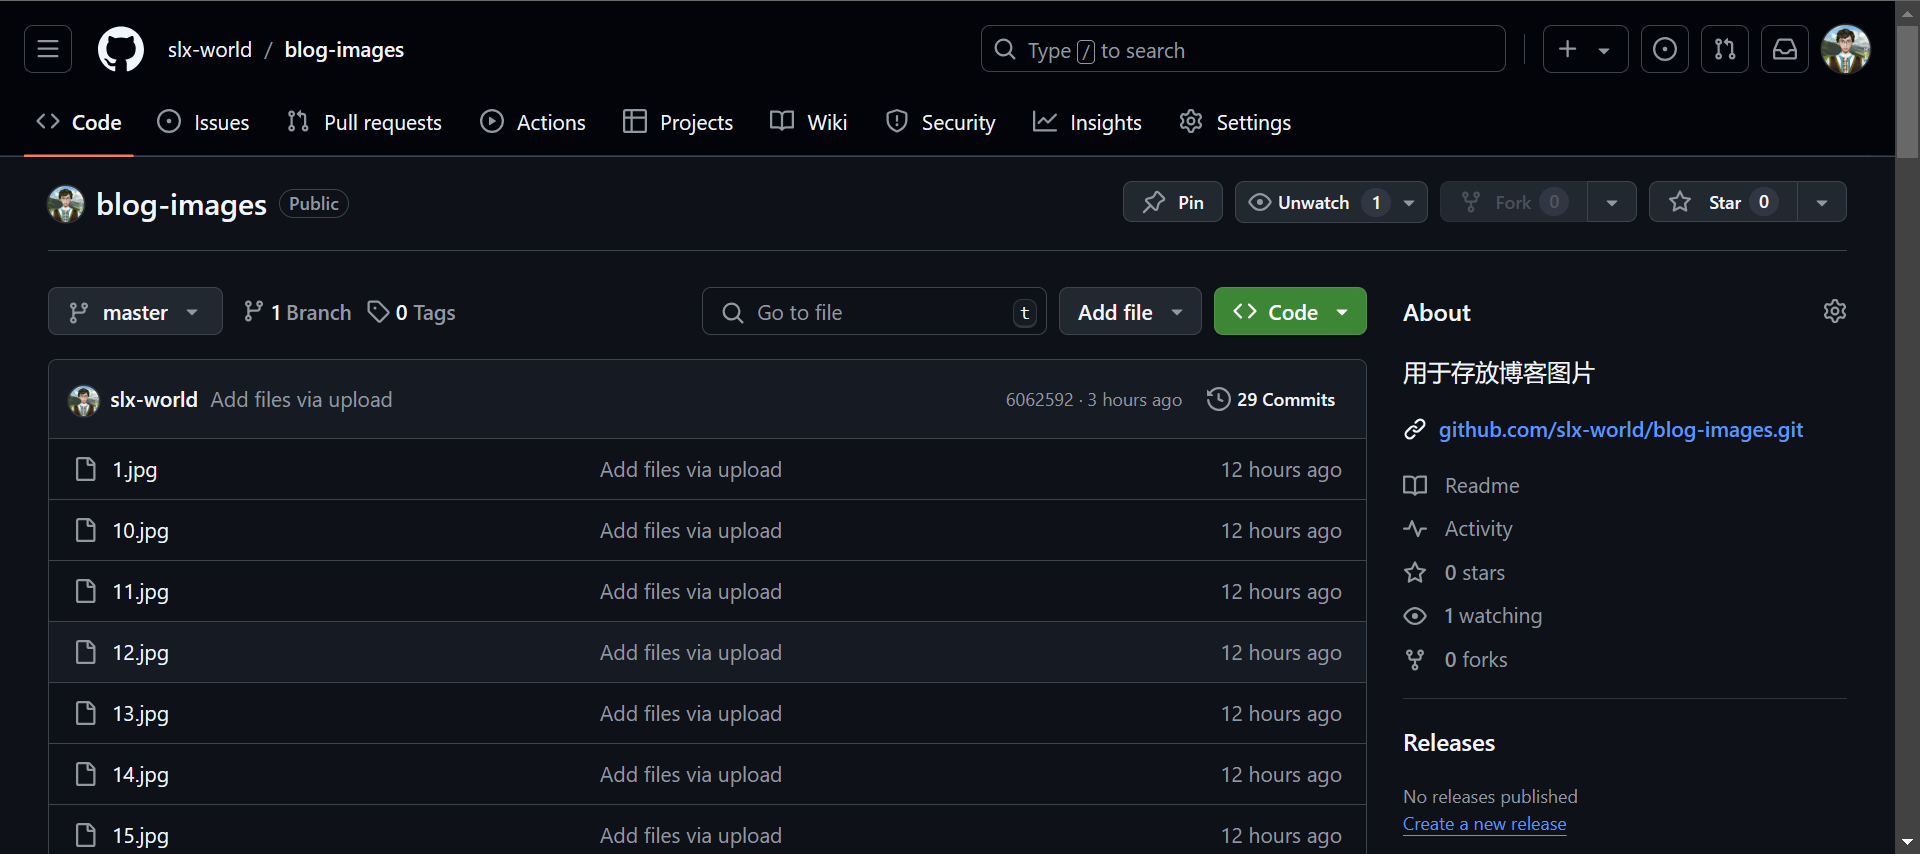 slx-world / blog-images
Type / to search
Code Issues Pull requests Actions Projects Wiki Security Insights Settings
blog-images Public
Pin Unwatch 1 Fork 0 Star 0
master 1 Branch 0 Tags Go to file t Add file Code
slx-world Add files via upload 6062592 · 3 hours ago 29 Commits
1.jpg Add files via upload 12 hours ago
10.jpg Add files via upload 12 hours ago
11.jpg Add files via upload 12 hours ago
12.jpg Add files via upload 12 hours ago
13.jpg Add files via upload 12 hours ago
14.jpg Add files via upload 12 hours ago
15.jpg Add files via upload 12 hours ago
About
用于存放博客图片
github.com/slx-world/blog-images.git
Readme
Activity
0 stars
1 watching
0 forks
Releases
No releases published
Create a new release